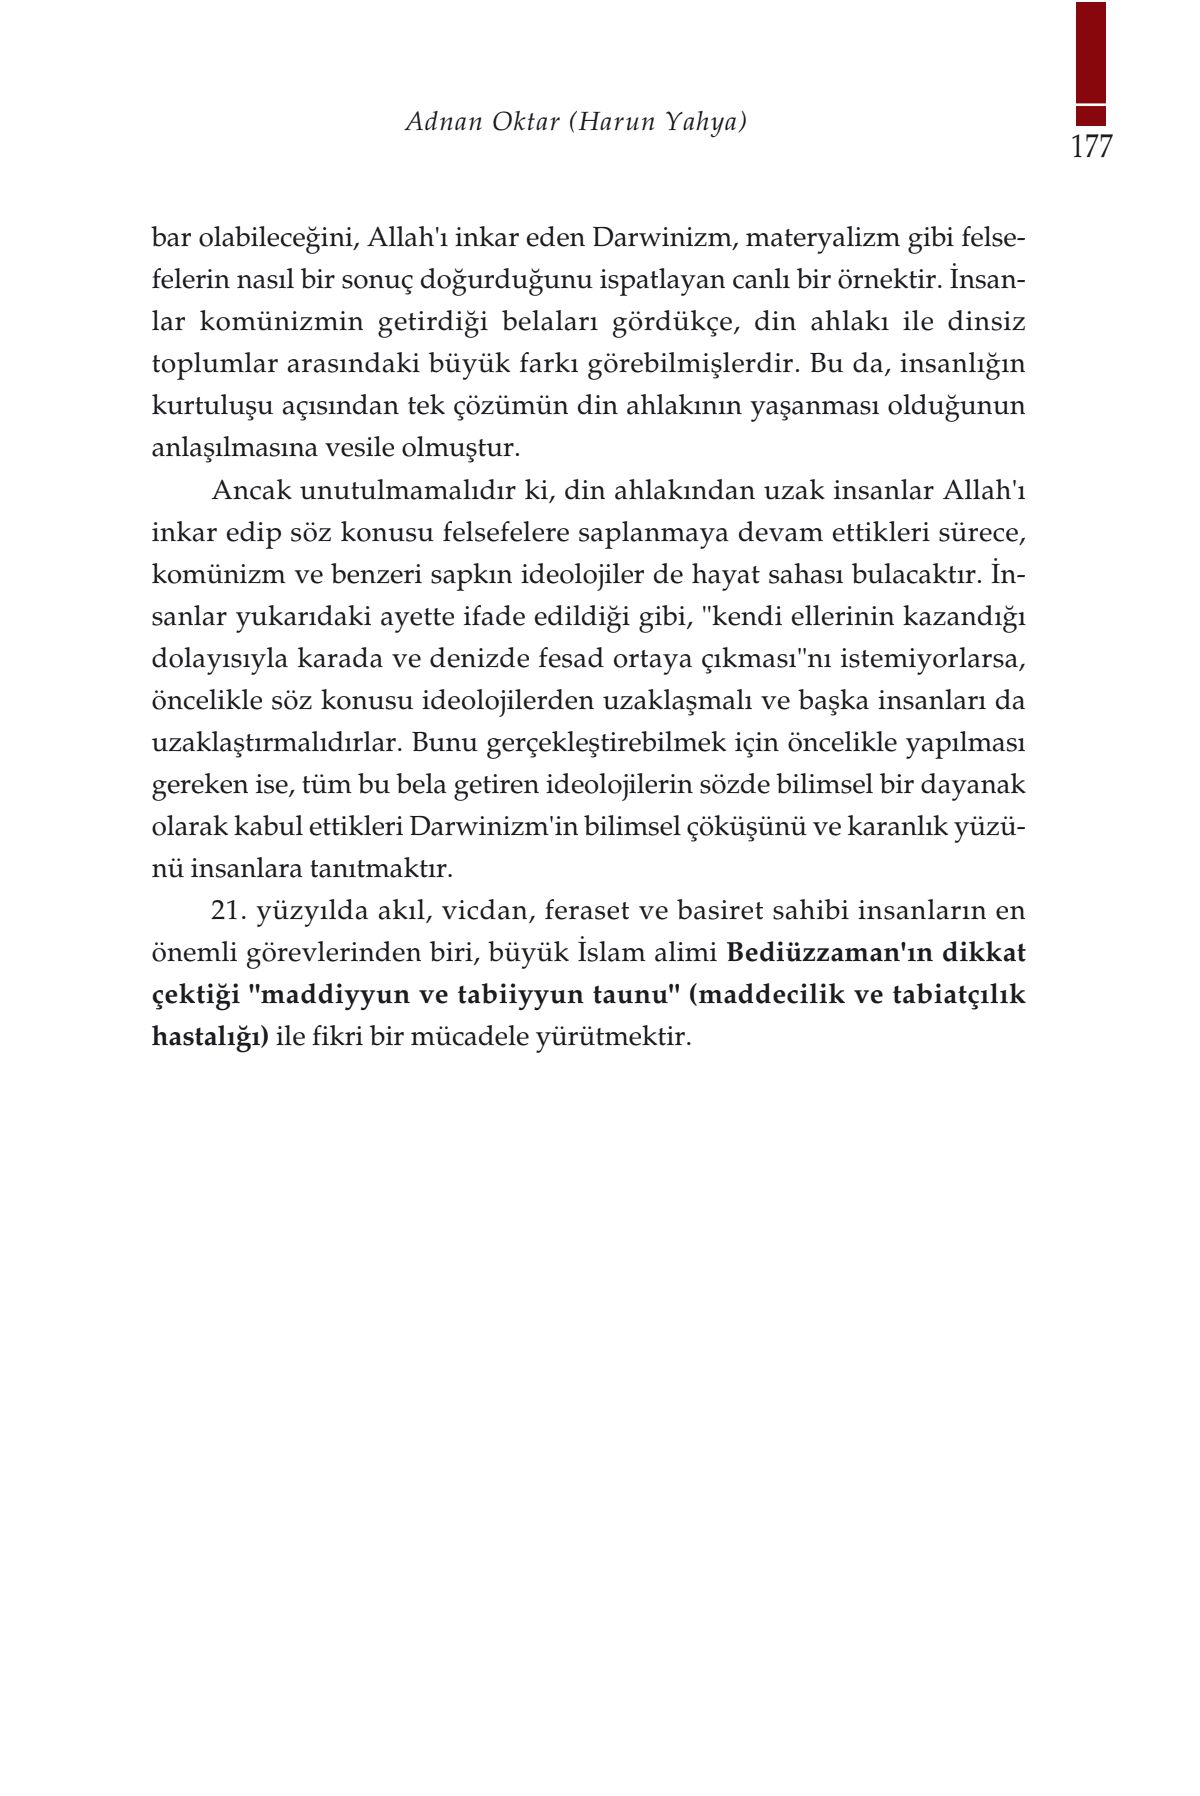 Adnan Oktar (Harun Yahya)
177
bar olabileceğini, Allah'ı inkar eden Darwinizm, materyalizm gibi felse-
felerin nasıl bir sonuç doğurduğunu ispatlayan canlı bir örnektir. İnsan-
lar komünizmin getirdiği belaları gördükçe, din ahlakı ile dinsiz
toplumlar arasındaki büyük farkı görebilmişlerdir. Bu da, insanlığın
kurtuluşu açısından tek çözümün din ahlakının yaşanması olduğunun
anlaşılmasına vesile olmuştur.
Ancak unutulmamalıdır ki, din ahlakından uzak insanlar Allah'ı
inkar edip söz konusu felsefelere saplanmaya devam ettikleri sürece,
komünizm ve benzeri sapkın ideolojiler de hayat sahası bulacaktır. İn-
sanlar yukarıdaki ayette ifade edildiği gibi, "kendi ellerinin kazandığı
dolayısıyla karada ve denizde fesad ortaya çıkması"nı istemiyorlarsa,
öncelikle söz konusu ideolojilerden uzaklaşmalı ve başka insanları da
uzaklaştırmalıdırlar. Bunu gerçekleştirebilmek için öncelikle yapılması
gereken ise, tüm bu bela getiren ideolojilerin sözde bilimsel bir dayanak
olarak kabul ettikleri Darwinizm'in bilimsel çöküşünü ve karanlık yüzü-
nü insanlara tanıtmaktır.
21. yüzyılda akıl, vicdan, feraset ve basiret sahibi insanların en
önemli görevlerinden biri, büyük İslam alimi Bediüzzaman'ın dikkat
çektiği "maddiyyun ve tabiiyyun taunu" (maddecilik ve tabiatçılık
hastalığı) ile fikri bir mücadele yürütmektir.